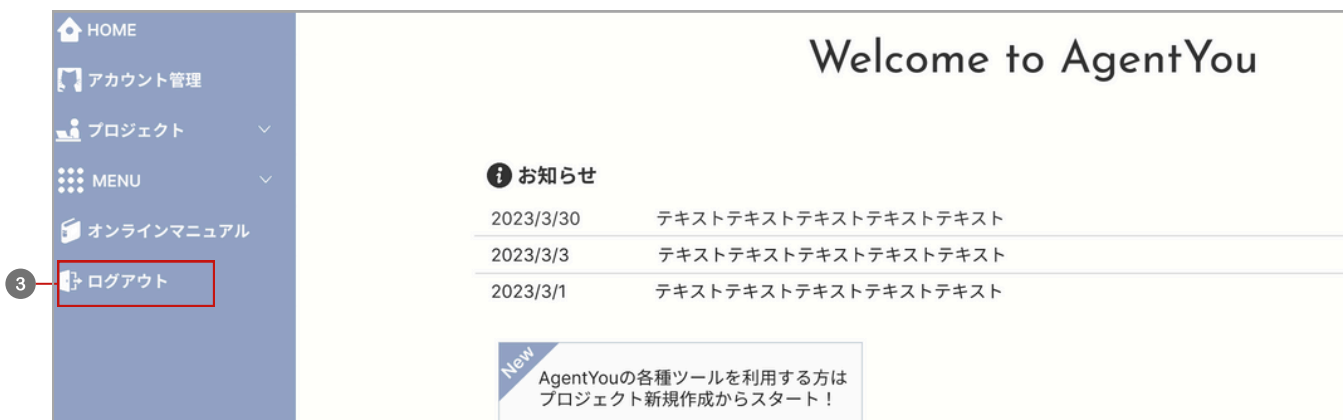 HOME
アカウント管理
プロジェクト
MENU
オンラインマニュアル
3
ログアウト
Welcome to AgentYou
お知らせ
2023/3/30 テキストテキストテキストテキストテキスト
2023/3/3 テキストテキストテキストテキストテキスト
2023/3/1 テキストテキストテキストテキストテキスト
New
AgentYouの各種ツールを利用する方は
プロジェクト新規作成からスタート！